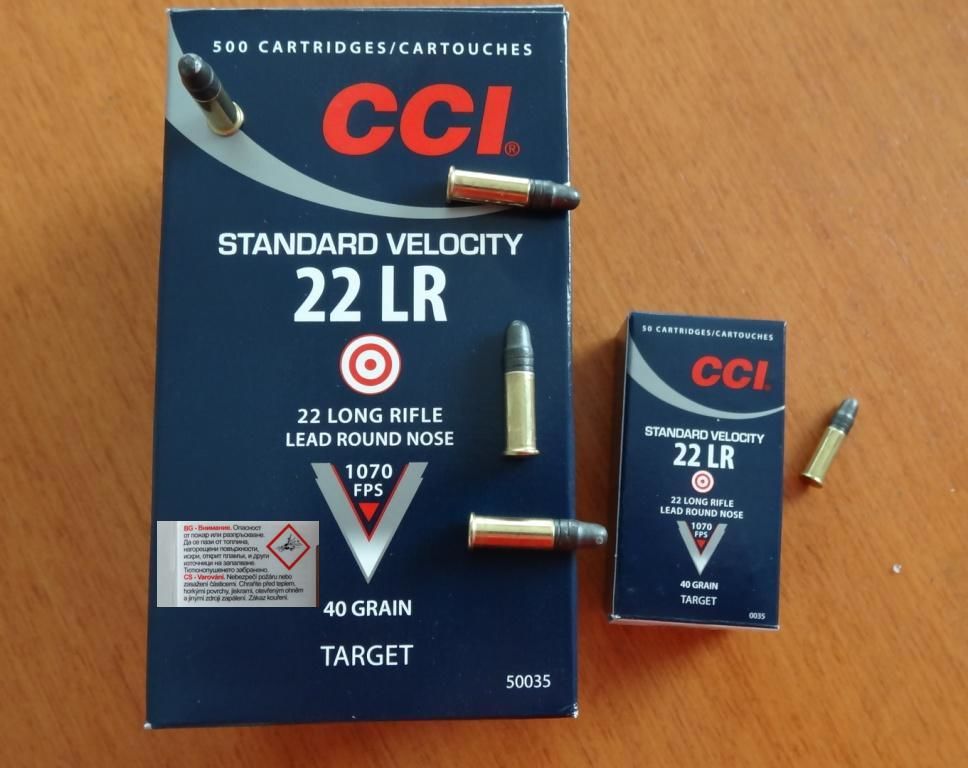 500 CARTRIDGES/CARTOUCHES
CCI®
STANDARD VELOCITY
22 LR
22 LONG RIFLE
LEAD ROUND NOSE
1070
FPS
BG - Внимание. Опасност
от пожар или разпръскване.
Да се пази от топлина,
нагорещени повърхности,
искри, открит пламък, и други
източници на запалване.
Тютюнопушенето забранено.
CS - Varování. Nebezpečí požáru nebo
zasažení částicemi. Chraňte před teplem,
horkými povrchy, jiskrami, otevřeným ohněm
a jinými zdroji zapálení. Zákaz kouření.
40 GRAIN
TARGET
50035
50 CARTRIDGES/CARTOUCHES
CCI®
STANDARD VELOCITY
22 LR
22 LONG RIFLE
LEAD ROUND NOSE
1070
FPS
40 GRAIN
TARGET
0035